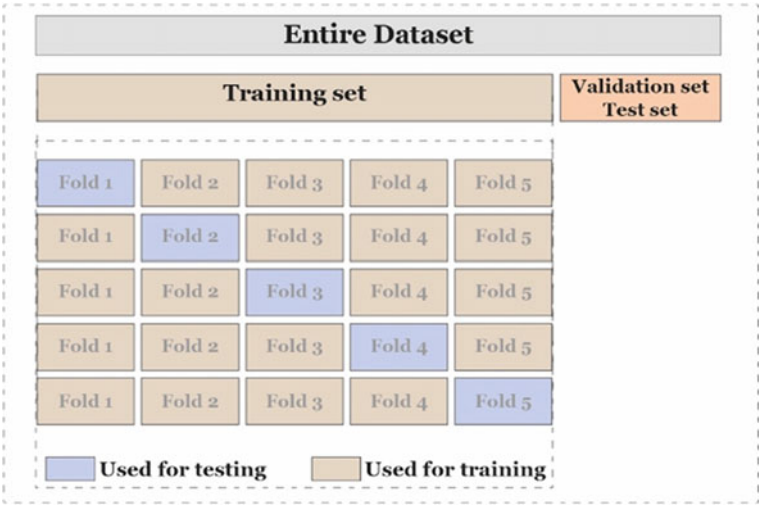 Entire Dataset
Training set
Validation set
Test set
Fold 1 Fold 2 Fold 3 Fold 4 Fold 5
Fold 1 Fold 2 Fold 3 Fold 4 Fold 5
Fold 1 Fold 2 Fold 3 Fold 4 Fold 5
Fold 1 Fold 2 Fold 3 Fold 4 Fold 5
Fold 1 Fold 2 Fold 3 Fold 4 Fold 5
Used for testing Used for training